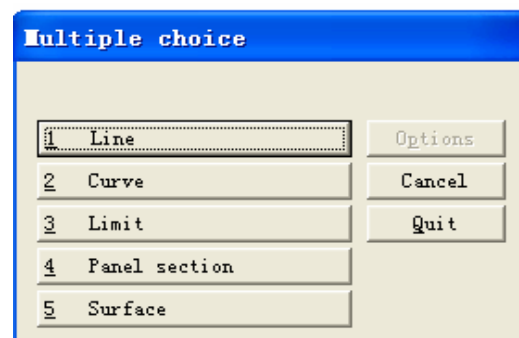 Multiple choice
1 Line
Options
2 Curve
Cancel
3 Limit
Quit
4 Panel section
5 Surface